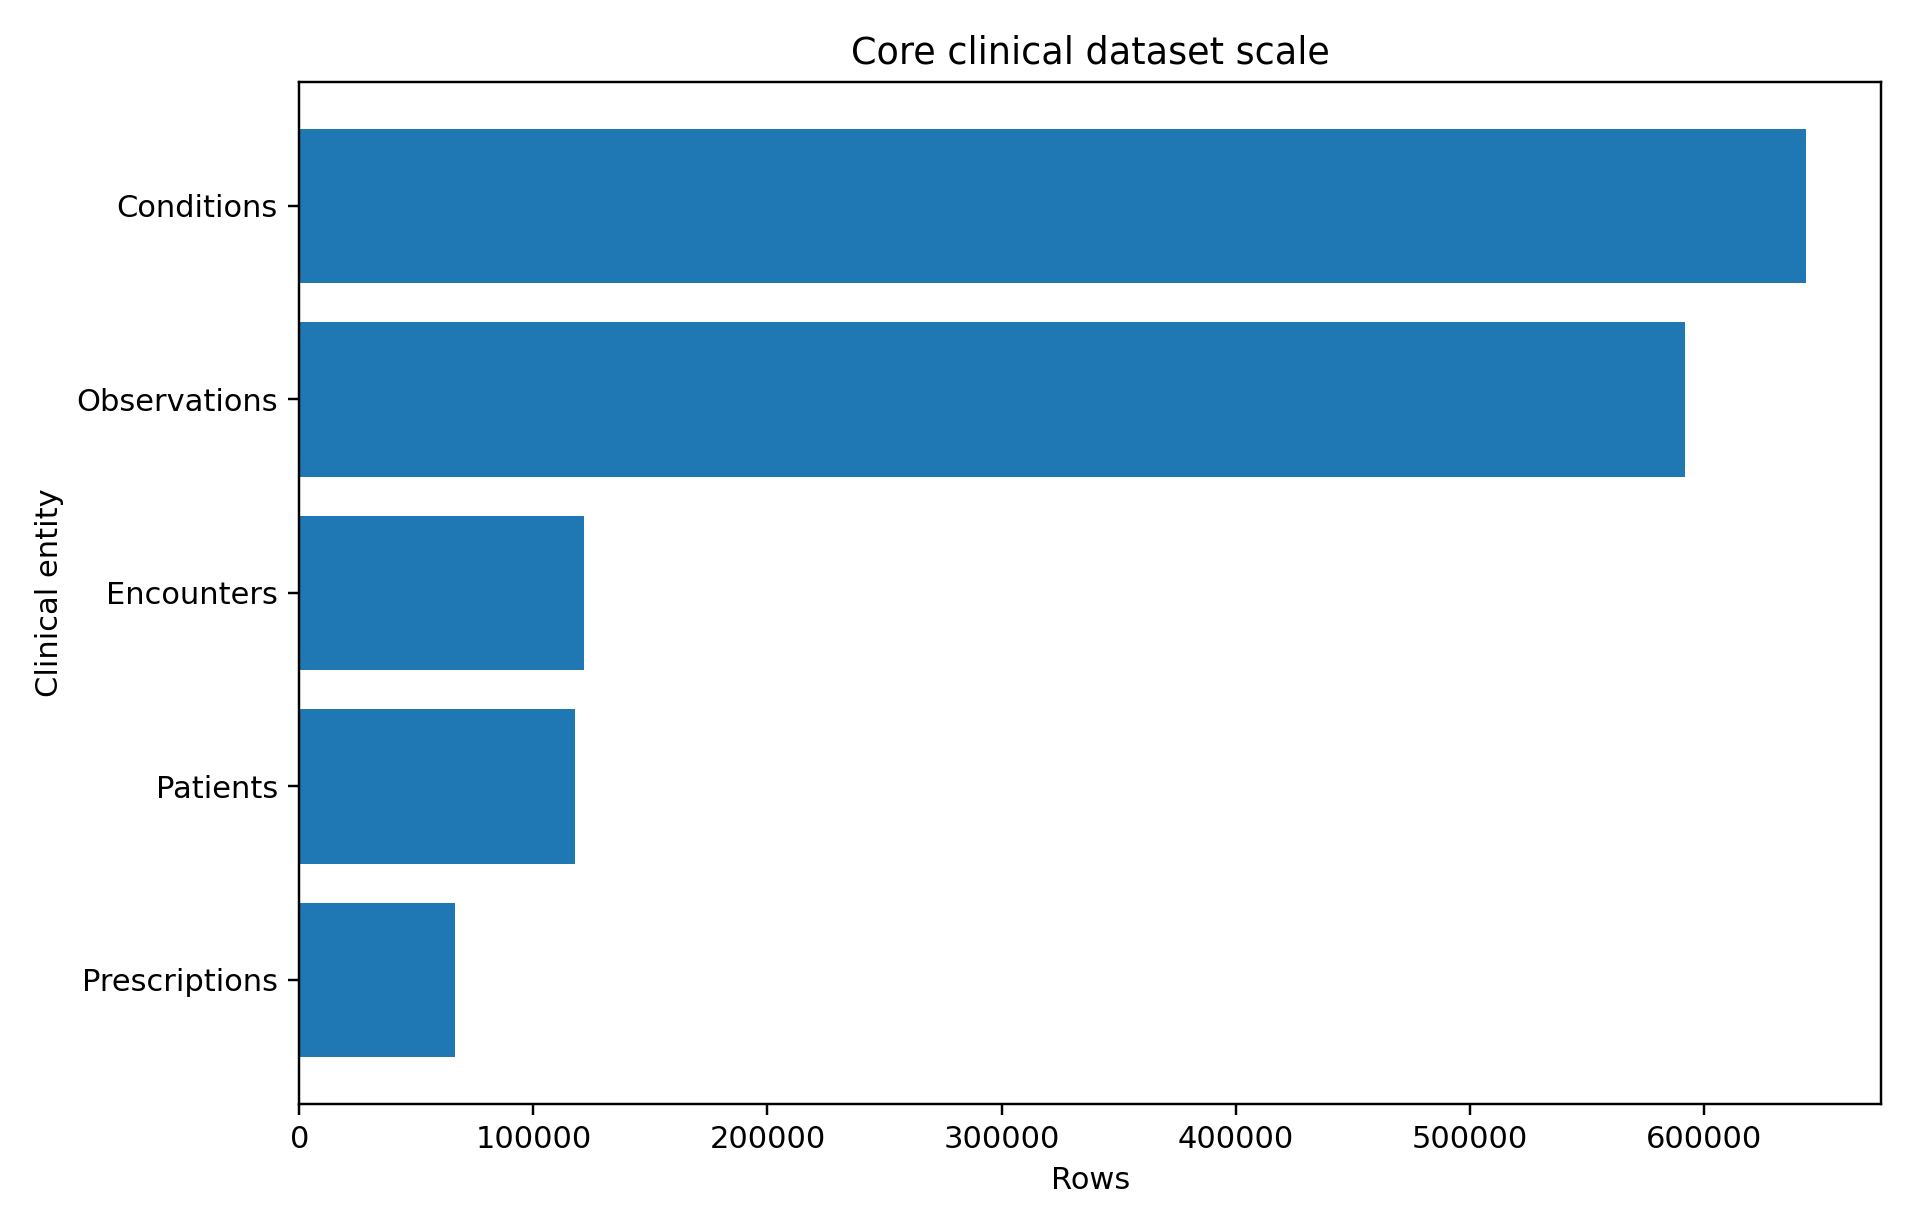 Core clinical dataset scale
Clinical entity
Conditions
Observations
Encounters
Patients
Prescriptions
0 100000 200000 300000 400000 500000 600000
Rows